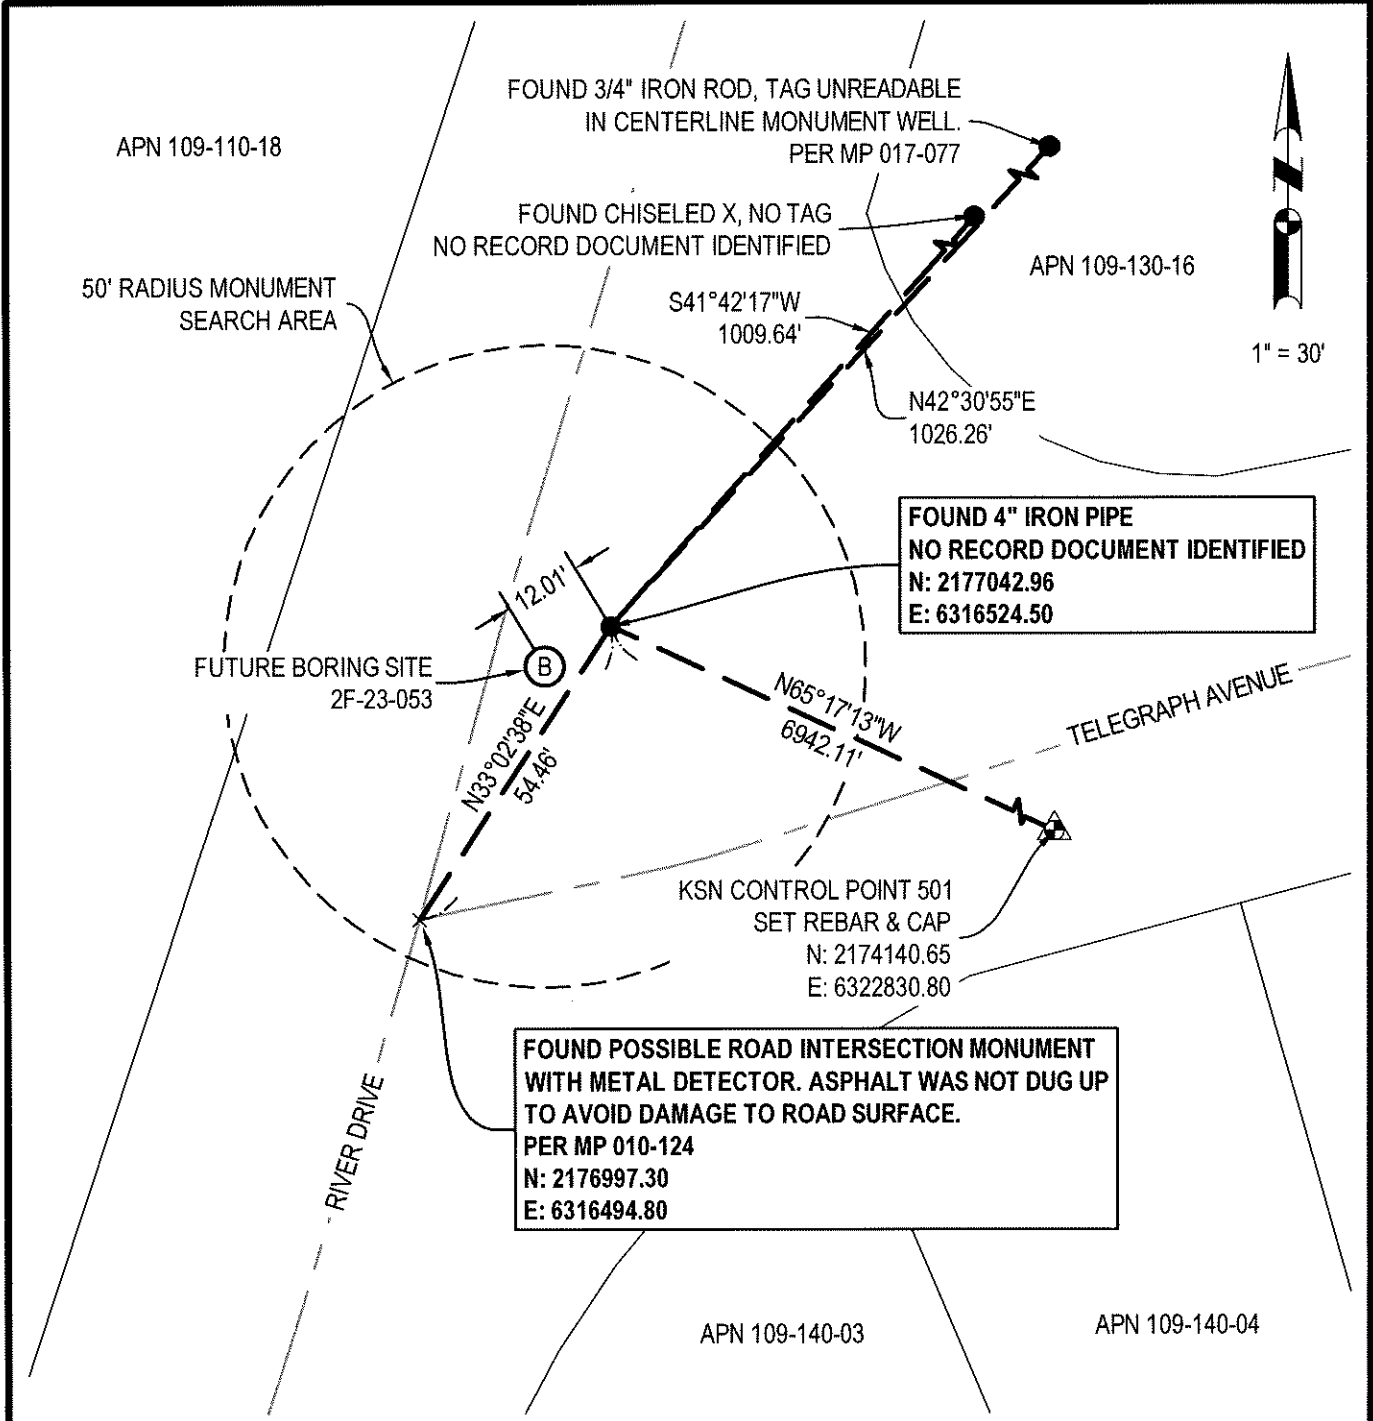 FOUND 3/4" IRON ROD, TAG UNREADABLE
IN CENTERLINE MONUMENT WELL.
PER MP 017-077
APN 109-110-18
FOUND CHISELED X, NO TAG
NO RECORD DOCUMENT IDENTIFIED
APN 109-130-16
50' RADIUS MONUMENT
SEARCH AREA
S41°42'17"W
1009.64'
1" = 30'
N42°30'55"E
1026.26'
FOUND 4" IRON PIPE
NO RECORD DOCUMENT IDENTIFIED
N: 2177042.96
E: 6316524.50
12.01'
FUTURE BORING SITE
2F-23-053
B
N65°17'13"W
6942.11'
TELEGRAPH AVENUE
N33°02'38"E
54.46'
KSN CONTROL POINT 501
SET REBAR & CAP
N: 2174140.65
E: 6322830.80
FOUND POSSIBLE ROAD INTERSECTION MONUMENT
WITH METAL DETECTOR. ASPHALT WAS NOT DUG UP
TO AVOID DAMAGE TO ROAD SURFACE.
PER MP 010-124
N: 2176997.30
E: 6316494.80
RIVER DRIVE
APN 109-140-03
APN 109-140-04